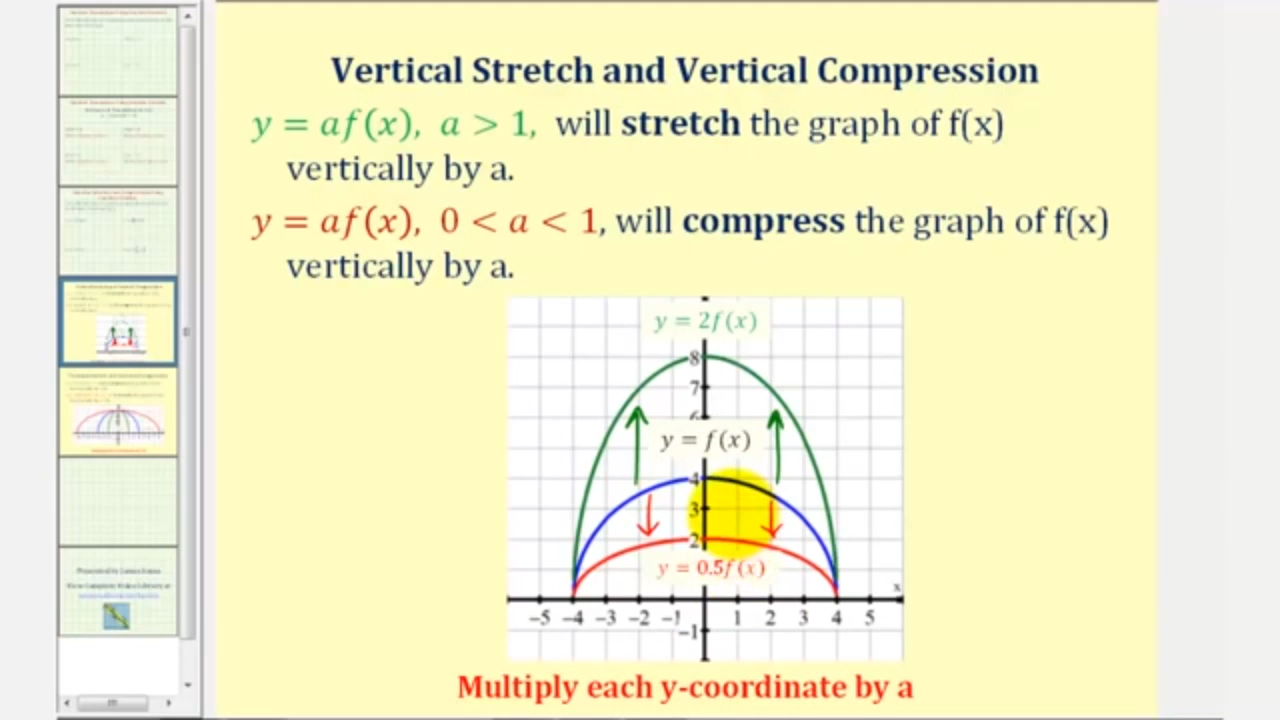 Vertical Stretch and Vertical Compression
y = af(x), a > 1, will stretch the graph of f(x)
vertically by a.
y = af(x), 0 < a < 1, will compress the graph of f(x)
vertically by a.
y = 2f(x)
8
7
6
y = f(x)
4
3
2
y = 0.5f(x)
x
-5 -4 -3 -2 -1 1 2 3 4 5
-1
Multiply each y-coordinate by a